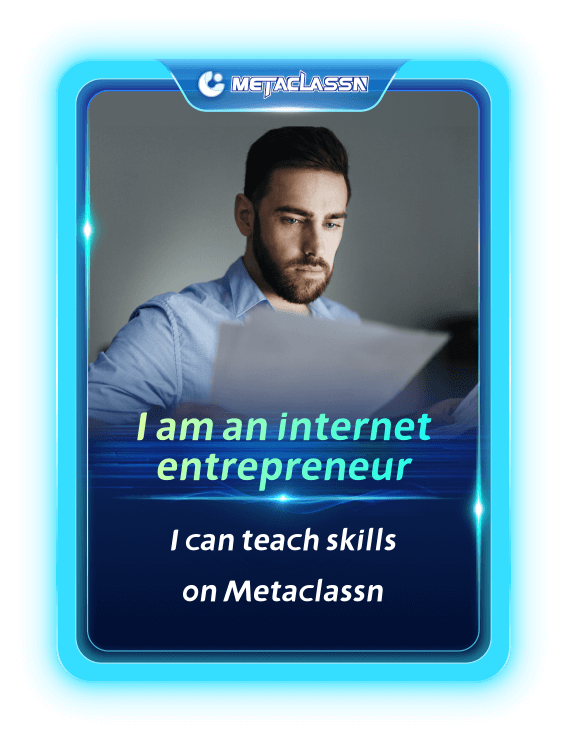 METACLASSN
I am an internet
entrepreneur
I can teach skills
on Metaclassn